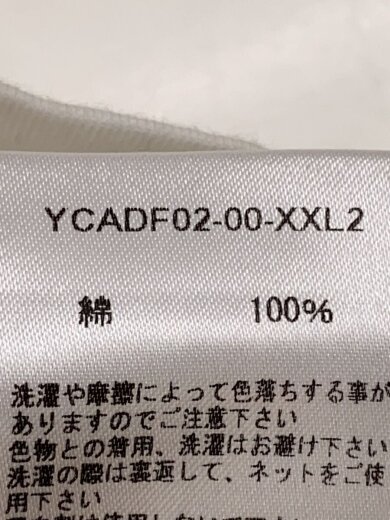 YCADF02-00-XXL2
綿 100%
洗濯や摩擦によって色落ちする事が
ありますのでご注意下さい
色物との着用、洗濯はお避け下さい
洗濯の際は裏返して、ネットをご使
用下さい